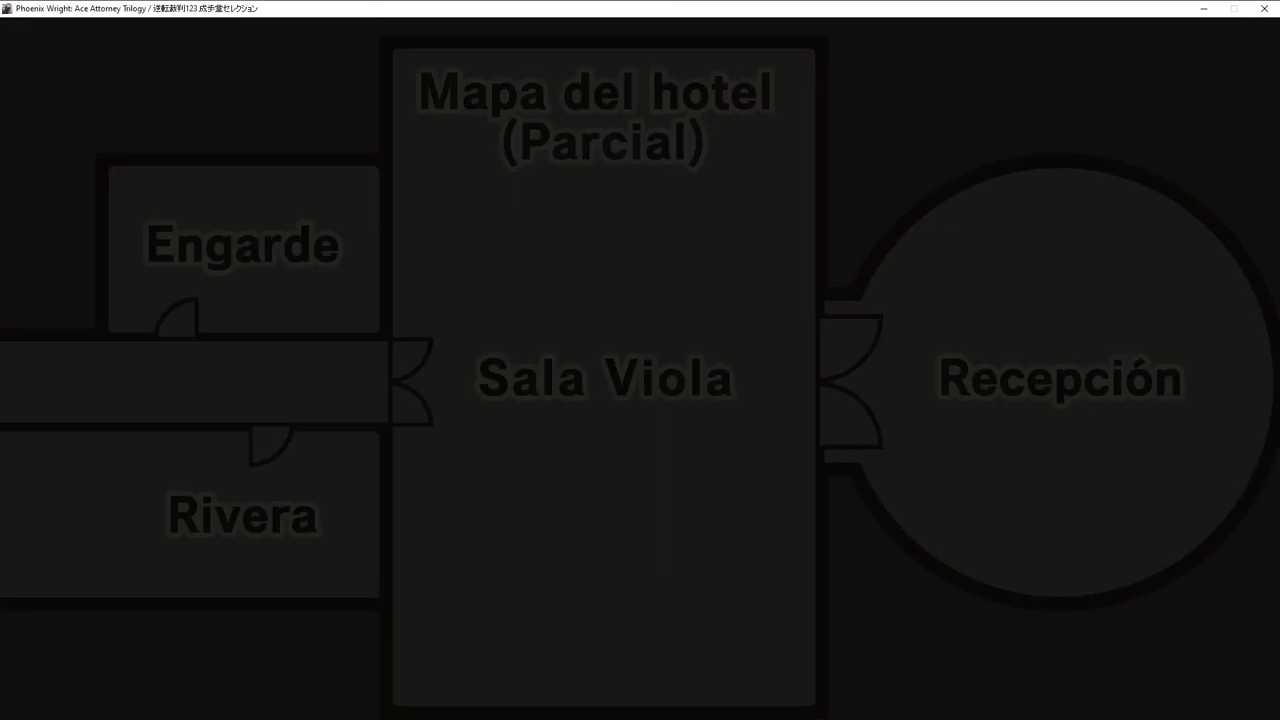 Phoenix Wright: Ace Attorney Trilogy / 逆転裁判123 成歩堂セレクション
Mapa del hotel
(Parcial)
Engarde
Sala Viola
Recepción
Rivera